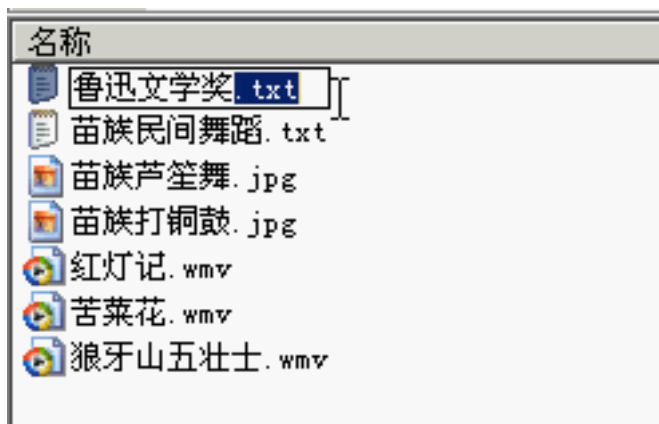 名称
鲁迅文学奖.txt
苗族民间舞蹈.txt
苗族芦笙舞.jpg
苗族打铜鼓.jpg
红灯记.wmv
苦菜花.wmv
狼牙山五壮士.wmv